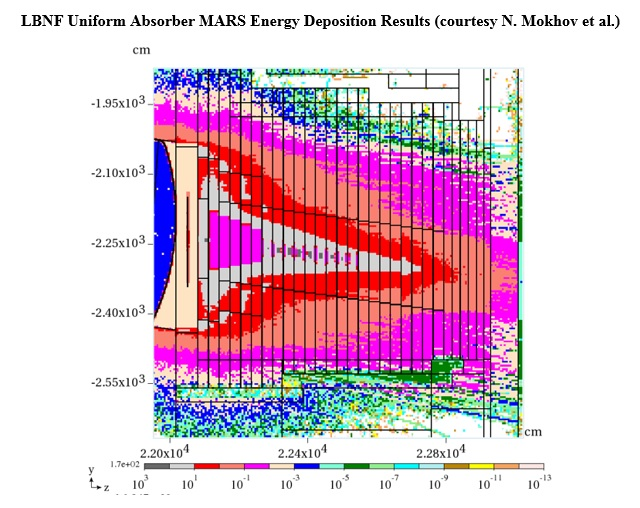 LBNF Uniform Absorber MARS Energy Deposition Results (courtesy N. Mokhov et al.)
cm
-1.95x10³
-2.10x10³
-2.25x10³
-2.40x10³
-2.55x10³
cm
2.20x10⁴ 2.24x10⁴ 2.28x10⁴
1.7e+02
10³ 10¹ 10⁻¹ 10⁻³ 10⁻⁵ 10⁻⁷ 10⁻⁹ 10⁻¹¹ 10⁻¹³
y
z